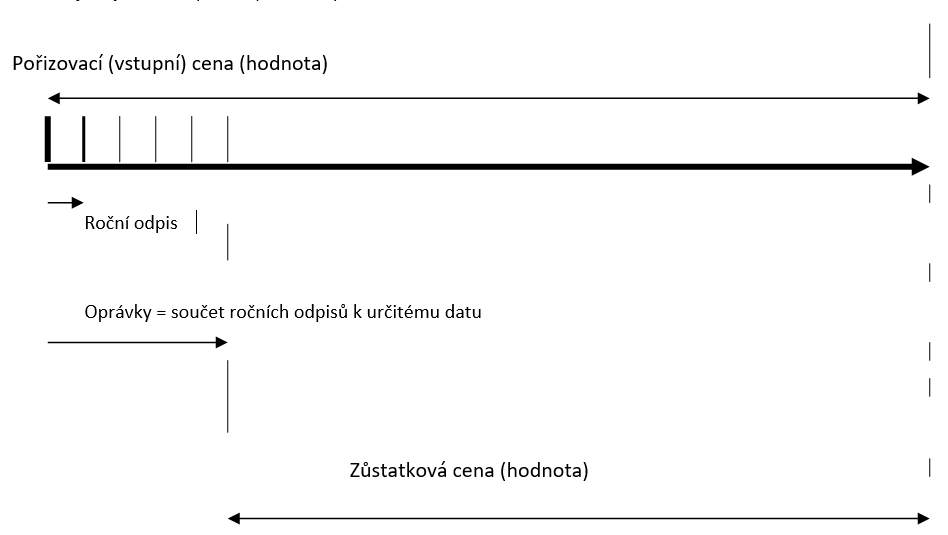 Pořizovací (vstupní) cena (hodnota)
Roční odpis
Oprávky = součet ročních odpisů k určitému datu
Zůstatková cena (hodnota)